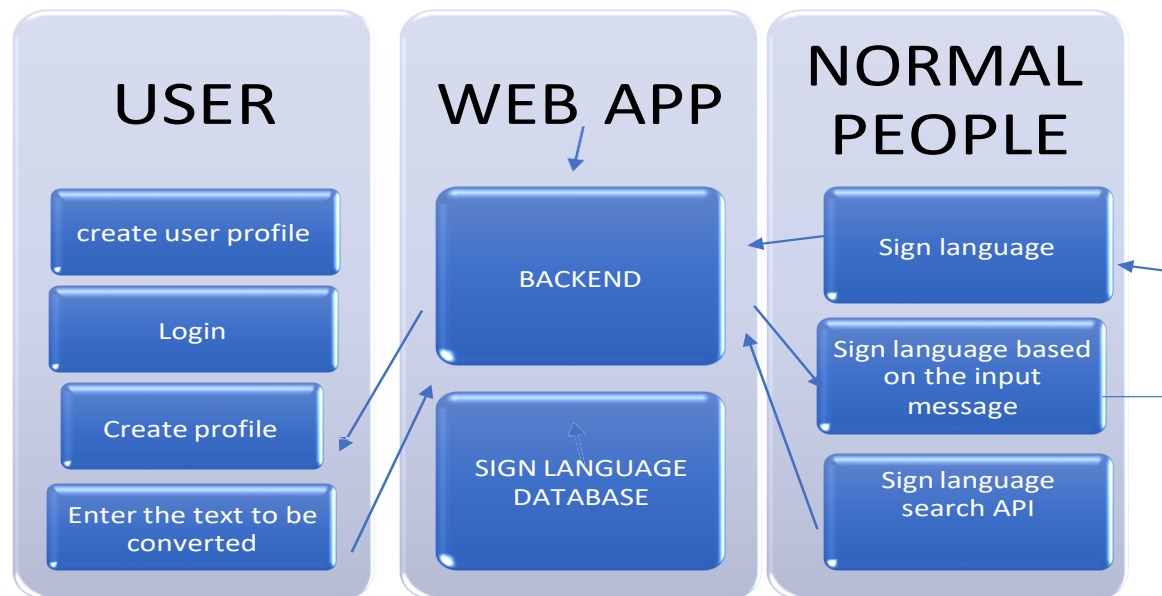 USER
create user profile
Login
Create profile
Enter the text to be
converted
WEB APP
BACKEND
SIGN LANGUAGE
DATABASE
NORMAL
PEOPLE
Sign language
Sign language based
on the input
message
Sign language
search API